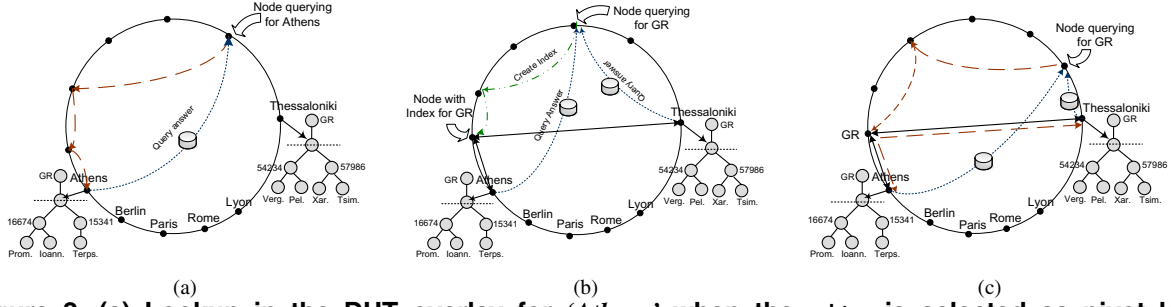 Node querying
for Athens
Query answer
Thessaloniki
GR
54234
57986
Verg. Pel. Xar. Tsim.
GR
Athens
16674
15341
Prom. Ioann. Terps.
Berlin
Paris
Rome
Lyon
(a)
Node querying
for GR
Create Index
Node with
Index for GR
Query Answer
Query answer
Thessaloniki
GR
54234
57986
Verg. Pel. Xar. Tsim.
GR
Athens
16674
15341
Prom. Ioann. Terps.
Berlin
Paris
Rome
Lyon
(b)
Node querying
for GR
GR
Thessaloniki
GR
54234
57986
Verg. Pel. Xar. Tsim.
GR
Athens
16674
15341
Prom. Ioann. Terps.
Berlin
Paris
Rome
Lyon
(c)